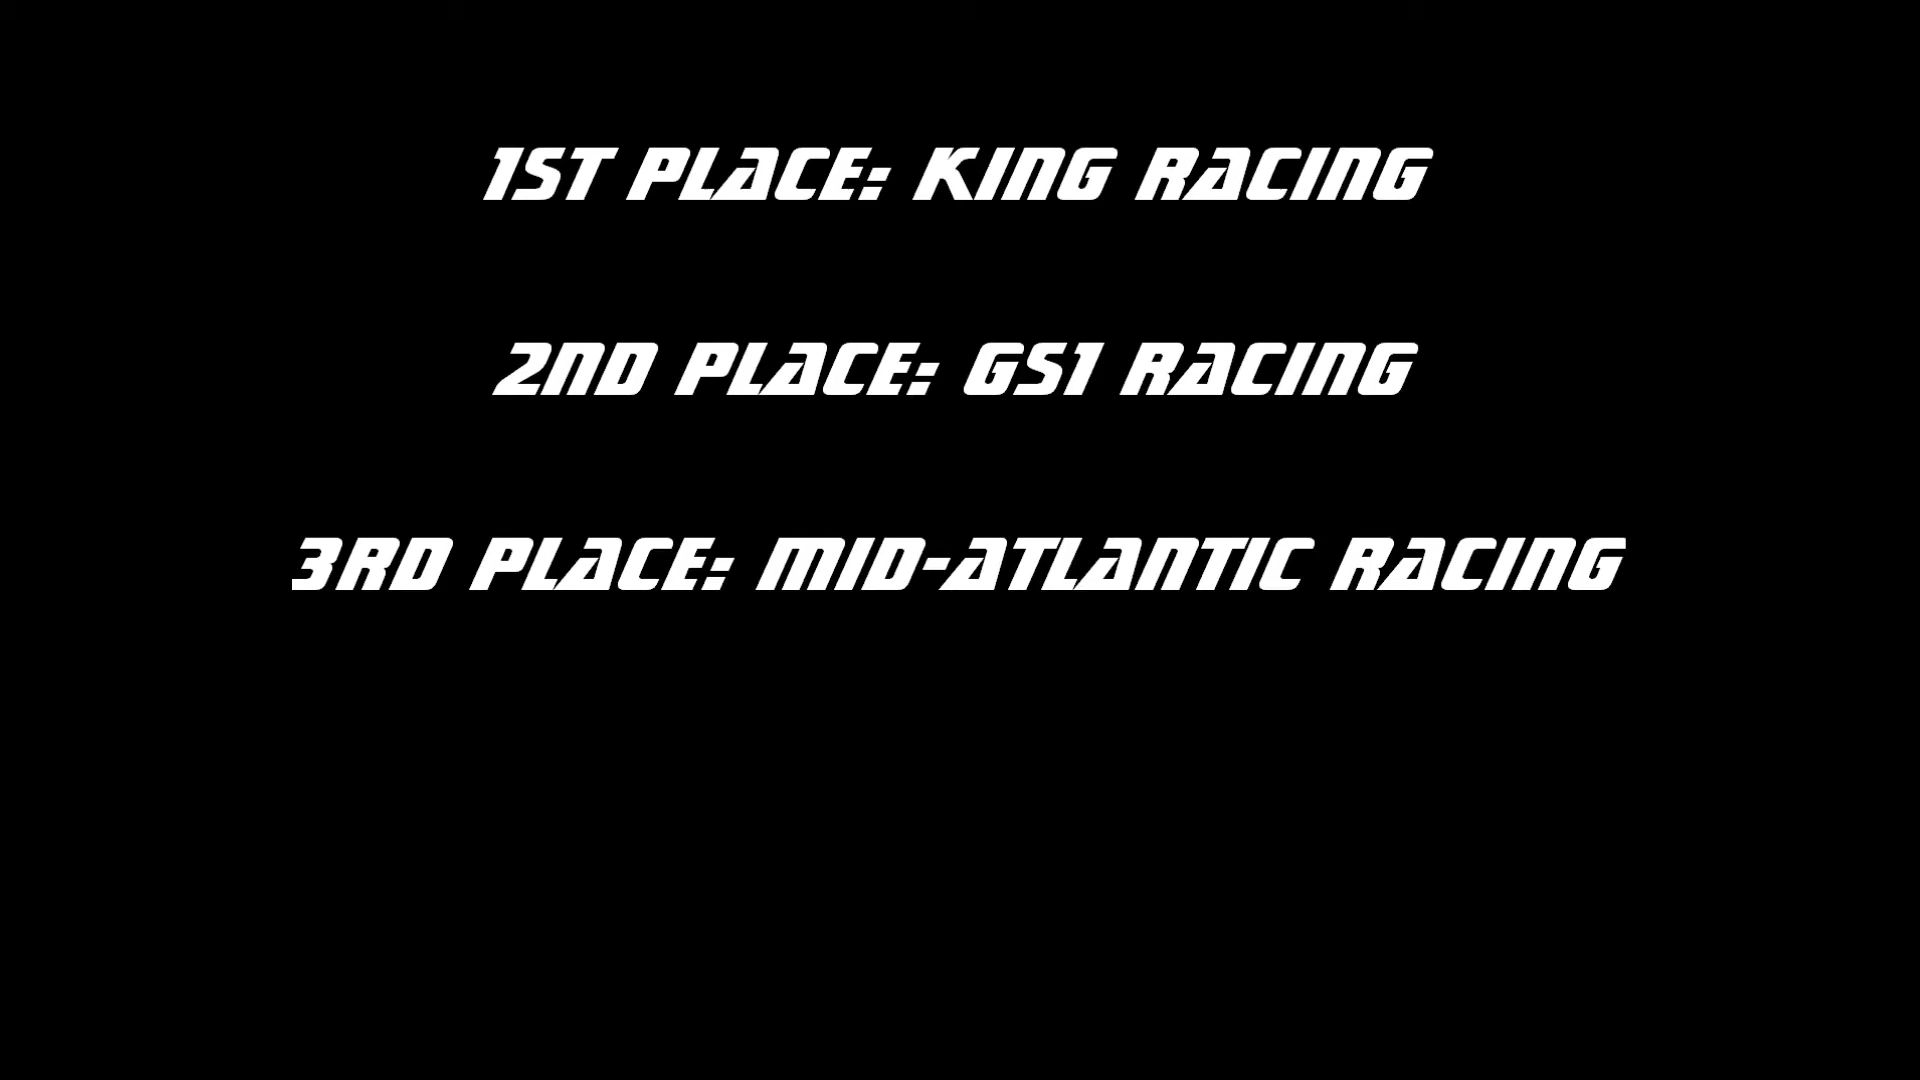 1ST PLACE: KING RACING
2ND PLACE: GS1 RACING
3RD PLACE: MID-ATLANTIC RACING